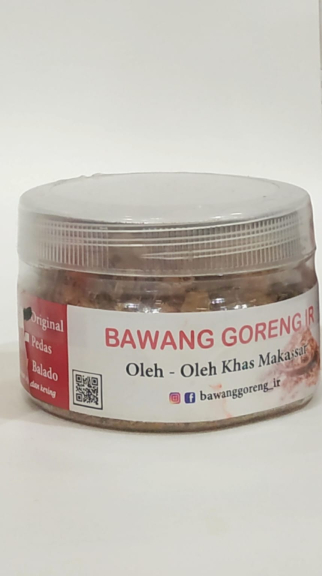 Original
Pedas
Balado
BAWANG GORENG IR
Oleh - Oleh Khas Makassar
bawanggoreng_ir